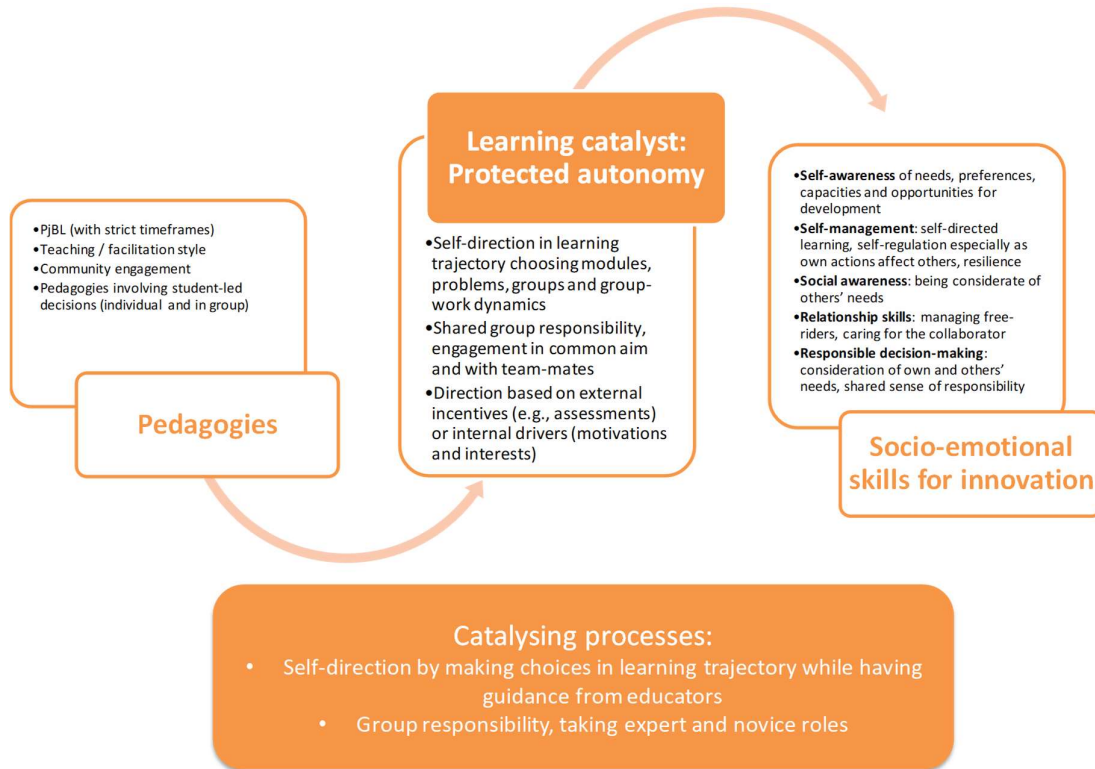 •PjBL (with strict timeframes)
•Teaching / facilitation style
•Community engagement
•Pedagogies involving student-led
decisions (individual and in group)
Pedagogies
Learning catalyst:
Protected autonomy
•Self-direction in learning
trajectory choosing modules,
problems, groups and group-
work dynamics
•Shared group responsibility,
engagement in common aim
and with team-mates
•Direction based on external
incentives (e.g., assessments)
or internal drivers (motivations
and interests)
•Self-awareness of needs, preferences,
capacities and opportunities for
development
•Self-management: self-directed
learning, self-regulation especially as
own actions affect others, resilience
•Social awareness: being considerate of
others’ needs
•Relationship skills: managing free-
riders, caring for the collaborator
•Responsible decision-making:
consideration of own and others’
needs, shared sense of responsibility
Socio-emotional
skills for innovation
Catalysing processes:
• Self-direction by making choices in learning trajectory while having
guidance from educators
• Group responsibility, taking expert and novice roles